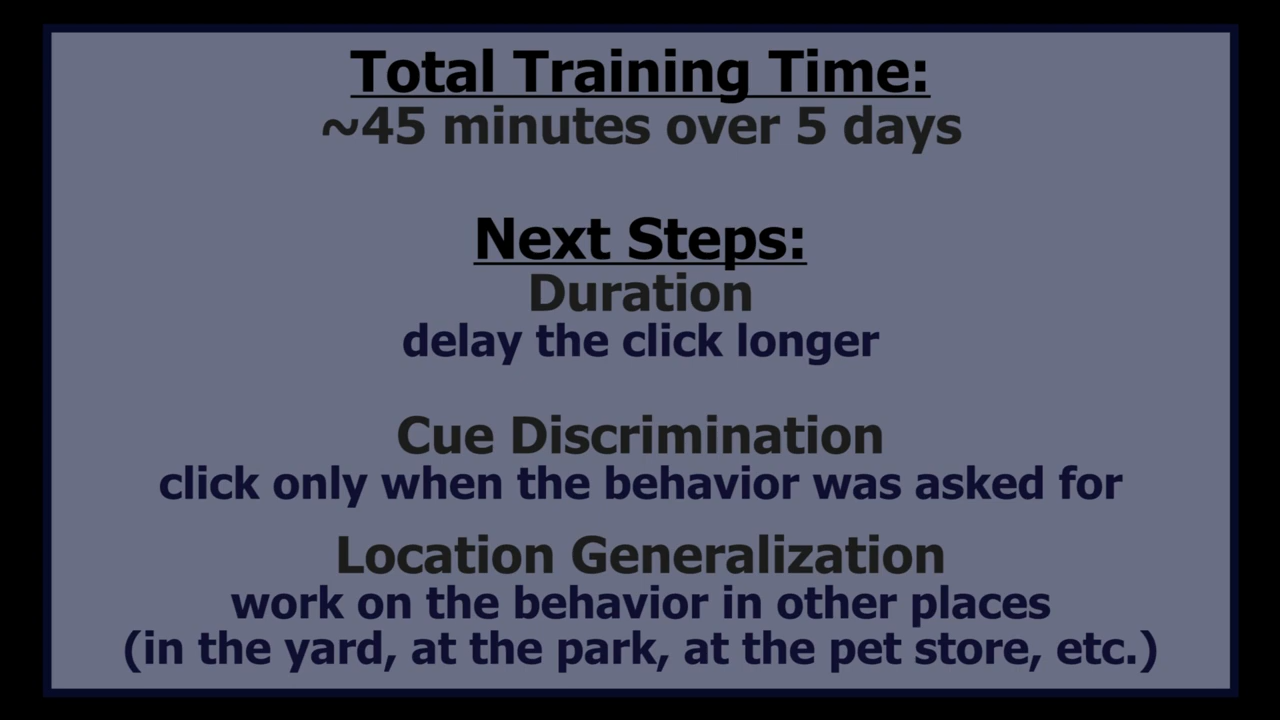 Total Training Time:
~45 minutes over 5 days
Next Steps:
Duration
delay the click longer
Cue Discrimination
click only when the behavior was asked for
Location Generalization
work on the behavior in other places
(in the yard, at the park, at the pet store, etc.)